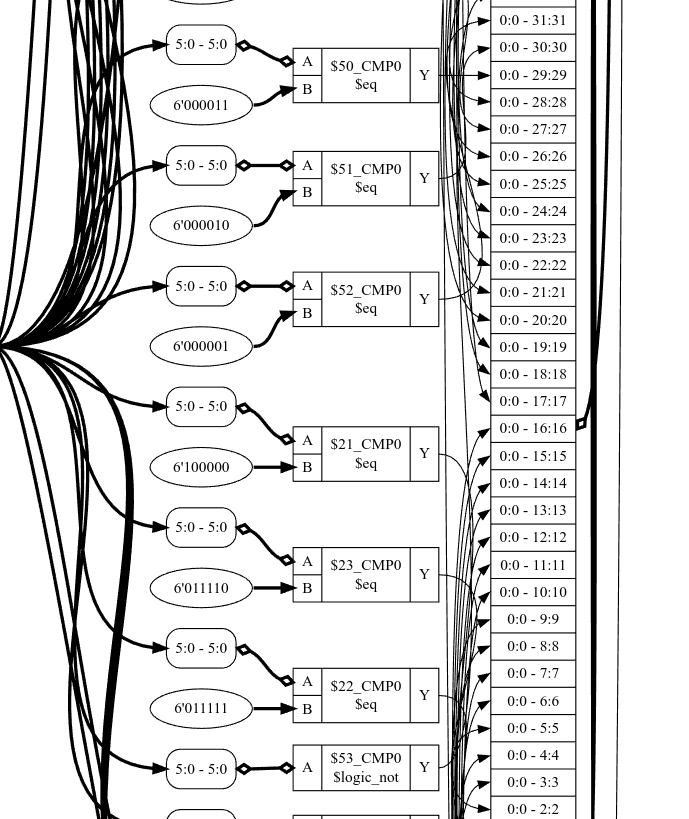 5:0 - 5:0
A
B
$50_CMP0
$eq
Y
6'000011
5:0 - 5:0
A
B
$51_CMP0
$eq
Y
6'000010
5:0 - 5:0
A
B
$52_CMP0
$eq
Y
6'000001
5:0 - 5:0
A
B
$21_CMP0
$eq
Y
6'100000
5:0 - 5:0
A
B
$23_CMP0
$eq
Y
6'011110
5:0 - 5:0
A
B
$22_CMP0
$eq
Y
6'011111
5:0 - 5:0
A
$53_CMP0
$logic_not
Y
0:0 - 31:31
0:0 - 30:30
0:0 - 29:29
0:0 - 28:28
0:0 - 27:27
0:0 - 26:26
0:0 - 25:25
0:0 - 24:24
0:0 - 23:23
0:0 - 22:22
0:0 - 21:21
0:0 - 20:20
0:0 - 19:19
0:0 - 18:18
0:0 - 17:17
0:0 - 16:16
0:0 - 15:15
0:0 - 14:14
0:0 - 13:13
0:0 - 12:12
0:0 - 11:11
0:0 - 10:10
0:0 - 9:9
0:0 - 8:8
0:0 - 7:7
0:0 - 6:6
0:0 - 5:5
0:0 - 4:4
0:0 - 3:3
0:0 - 2:2